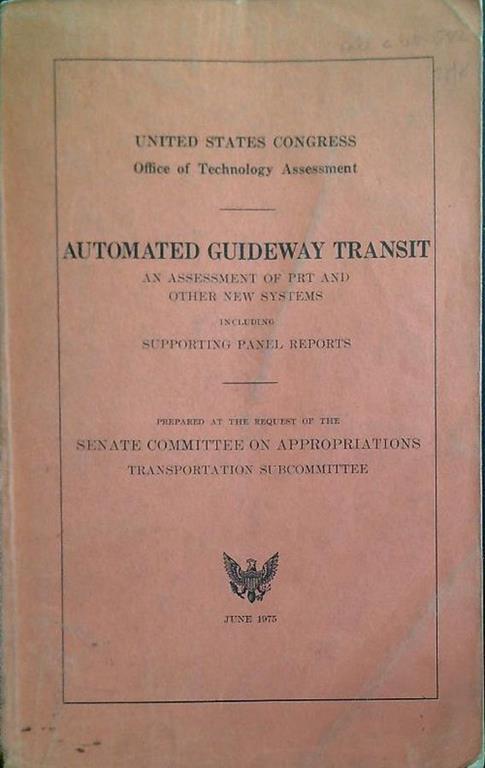 UNITED STATES CONGRESS
Office of Technology Assessment
AUTOMATED GUIDEWAY TRANSIT
AN ASSESSMENT OF PRT AND
OTHER NEW SYSTEMS
INCLUDING
SUPPORTING PANEL REPORTS
PREPARED AT THE REQUEST OF THE
SENATE COMMITTEE ON APPROPRIATIONS
TRANSPORTATION SUBCOMMITTEE
JUNE 1975